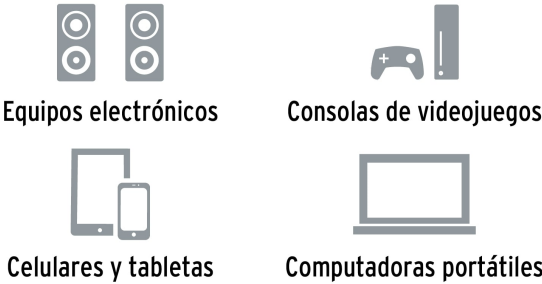 Equipos electrónicos
Consolas de videojuegos
Celulares y tabletas
Computadoras portátiles